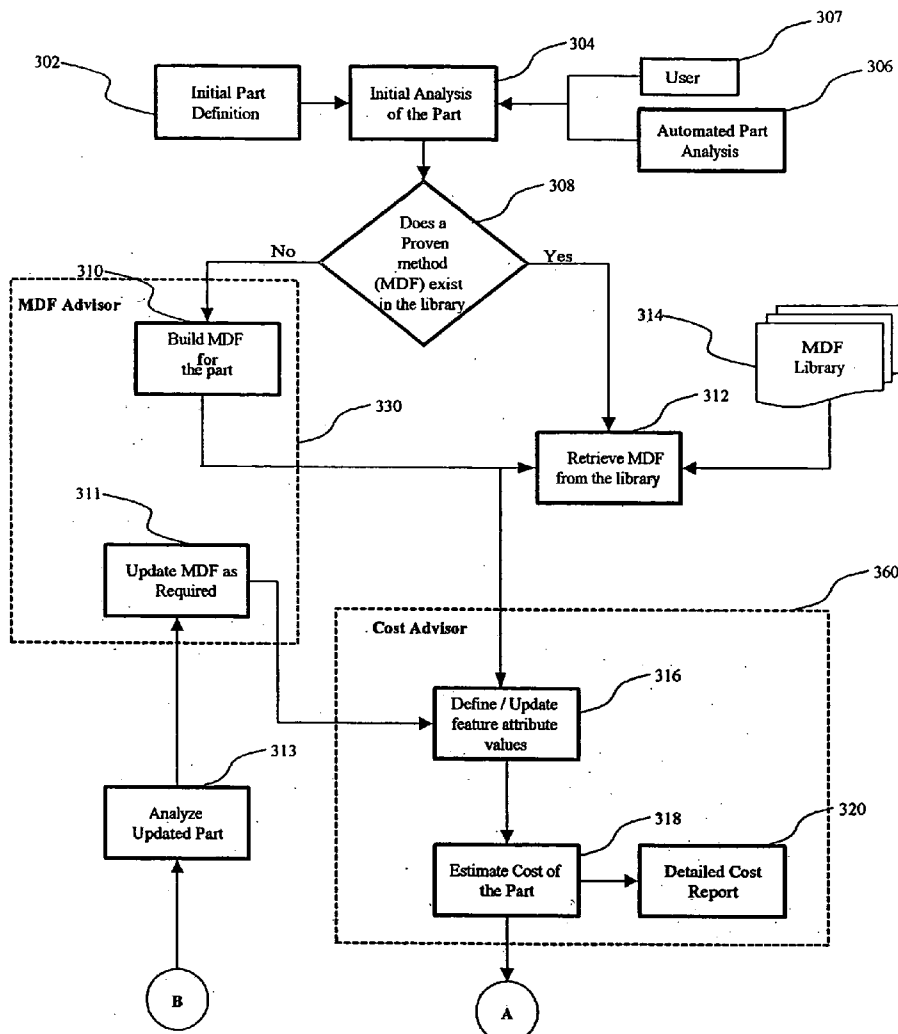 307
302
304
306
User
Initial Part
Definition
Initial Analysis
of the Part
Automated Part
Analysis
308
Does a
Proven
method
(MDF) exist
in the library
No
Yes
310
MDF Advisor
Build MDF
for
the part
314
MDF
Library
330
312
Retrieve MDF
from the library
311
Update MDF as
Required
360
Cost Advisor
316
Define / Update
feature attribute
values
313
Analyze
Updated Part
318
320
Estimate Cost of
the Part
Detailed Cost
Report
B
A